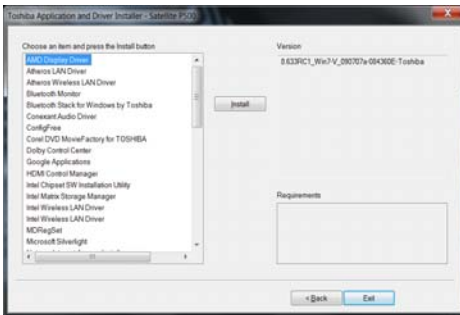 Toshiba Application and Driver Installer - Satellite P500
Choose an item and press the Install button
AMD Display Driver
Atheros LAN Driver
Atheros Wireless LAN Driver
Bluetooth Monitor
Bluetooth Stack for Windows by Toshiba
Conexant Audio Driver
ConfigFree
Corel DVD MovieFactory for TOSHIBA
Dolby Control Center
Google Applications
HDMI Control Manager
Intel Chipset SW Installation Utility
Intel Matrix Storage Manager
Intel Wireless LAN Driver
Intel Wireless LAN Driver
MDRegSet
Microsoft Silverlight
Install
Version
8.633RC1_Win7-V_090707a-084360E-Toshiba
Requirements
< Back
Exit